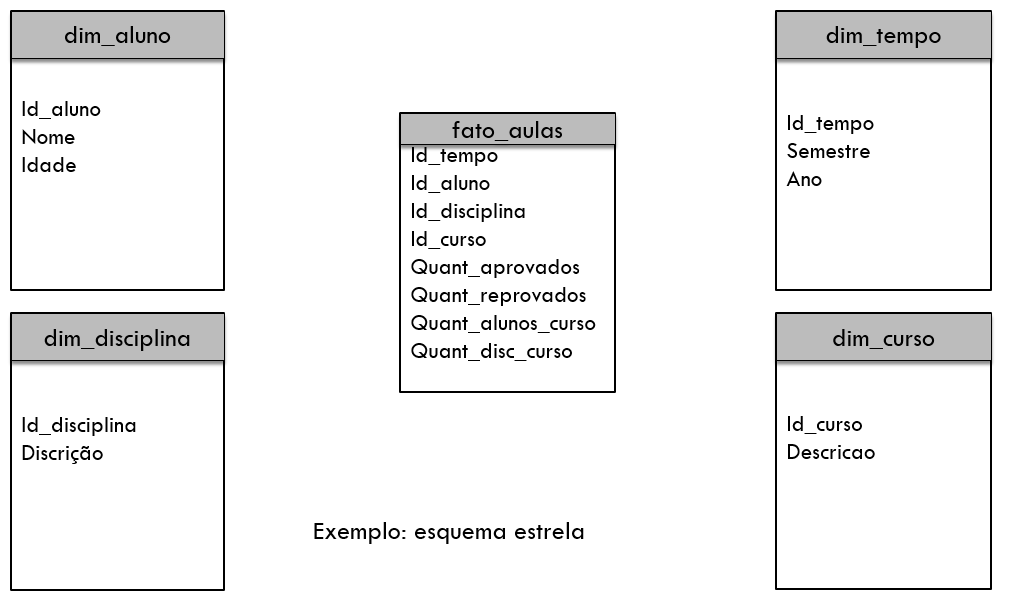 dim_aluno
Id_aluno
Nome
Idade
dim_disciplina
Id_disciplina
Discrição
fato_aulas
Id_tempo
Id_aluno
Id_disciplina
Id_curso
Quant_aprovados
Quant_reprovados
Quant_alunos_curso
Quant_disc_curso
dim_tempo
Id_tempo
Semestre
Ano
dim_curso
Id_curso
Descricao
Exemplo: esquema estrela